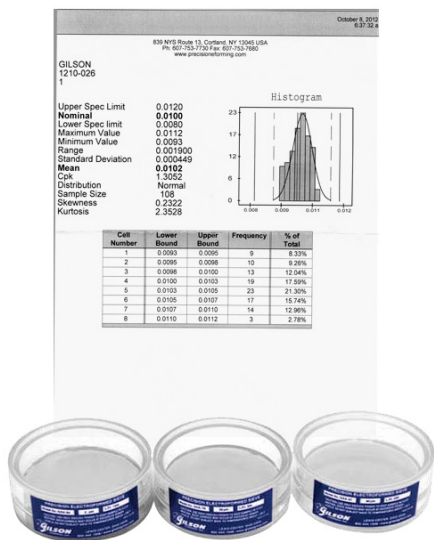 October 8, 2012
6:37:32 a
839 NYS Route 13, Cortland, NY 13045 USA
Ph: 607-753-7730 Fax: 607-753-7680
www.precisioneforming.com
GILSON
1210-026
1
Upper Spec Limit 0.0120
Nominal 0.0100
Lower Spec limit 0.0080
Maximum Value 0.0112
Minimum Value 0.0093
Range 0.001900
Standard Deviation 0.000449
Mean 0.0102
Cpk 1.3052
Distribution Normal
Sample Size 108
Skewness 0.2322
Kurtosis 2.3528
Histogram
23
17
12
6
0
0.008 0.009 0.011 0.012
Cell Number Lower Bound Upper Bound Frequency % of Total
1 0.0093 0.0095 9 8.33%
2 0.0095 0.0098 10 9.26%
3 0.0098 0.0100 13 12.04%
4 0.0100 0.0103 19 17.59%
5 0.0103 0.0105 23 21.30%
6 0.0105 0.0107 17 15.74%
7 0.0107 0.0110 14 12.96%
8 0.0110 0.0112 3 2.78%
PRECISION ELECTROFORMED SIEVE
GILSON
PRECISION ELECTROFORMED SIEVE
GILSON
PRECISION ELECTROFORMED SIEVE
GILSON